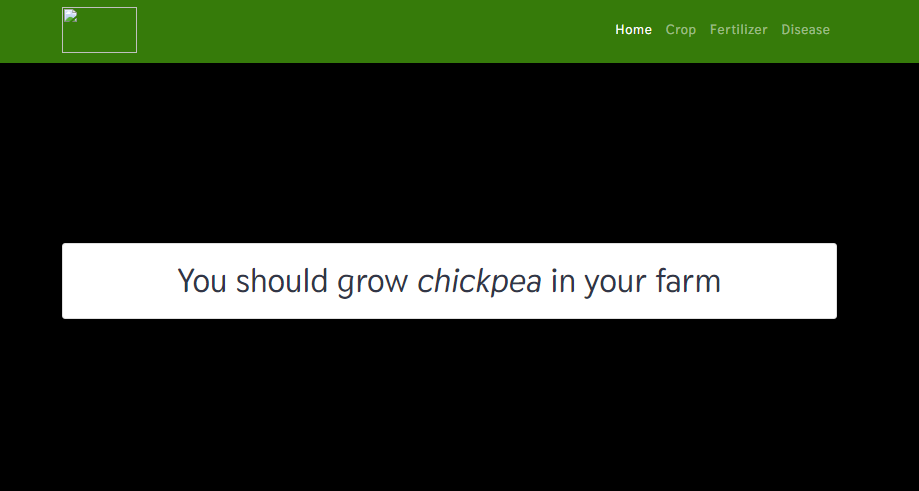 Home Crop Fertilizer Disease
You should grow chickpea in your farm